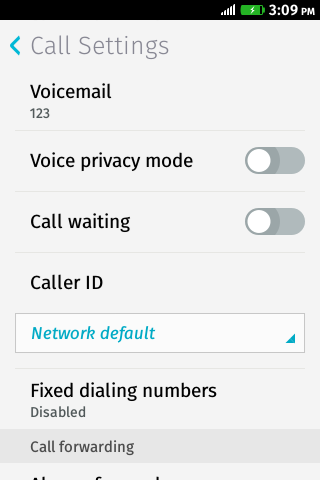 3:09 PM
Call Settings
Voicemail
123
Voice privacy mode
Call waiting
Caller ID
Network default
Fixed dialing numbers
Disabled
Call forwarding